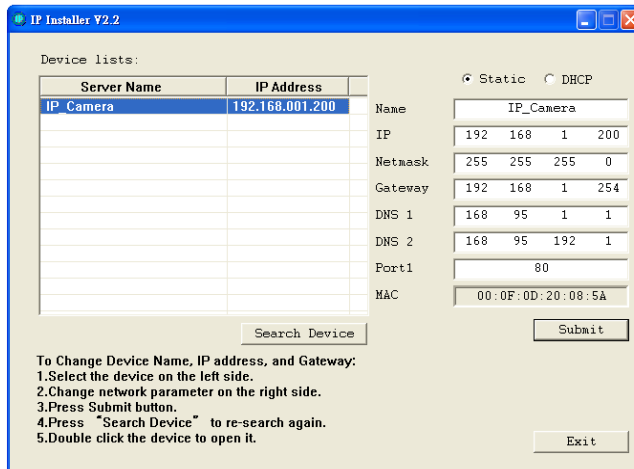 IP Installer V2.2
Device lists:
Server Name IP Address
IP_Camera 192.168.001.200
Static DHCP
Name IP_Camera
IP 192 168 1 200
Netmask 255 255 255 0
Gateway 192 168 1 254
DNS 1 168 95 1 1
DNS 2 168 95 192 1
Port1 80
MAC 00:0F:0D:20:08:5A
Search Device
Submit
To Change Device Name, IP address, and Gateway:
1.Select the device on the left side.
2.Change network parameter on the right side.
3.Press Submit button.
4.Press “Search Device” to re-search again.
5.Double click the device to open it.
Exit